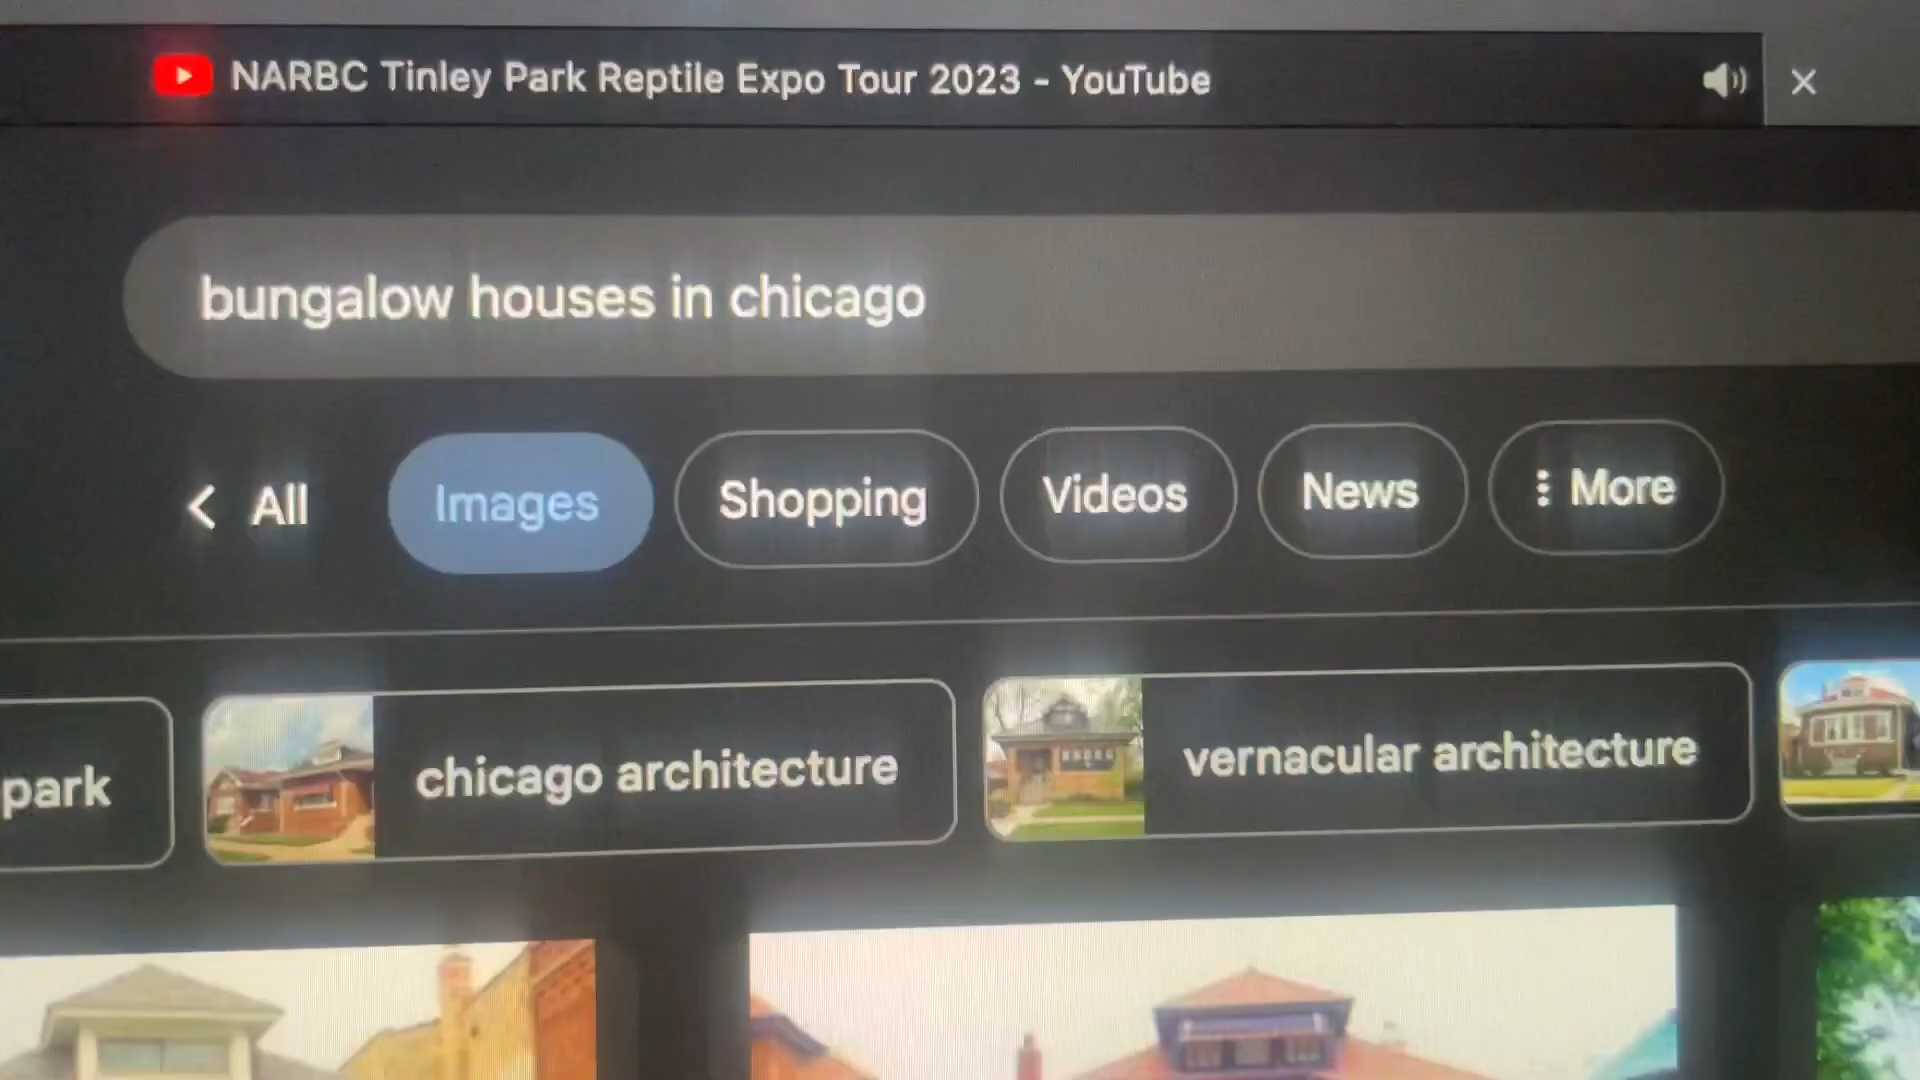 NARBC Tinley Park Reptile Expo Tour 2023 - YouTube
bungalow houses in chicago
All Images Shopping Videos News More
park chicago architecture vernacular architecture